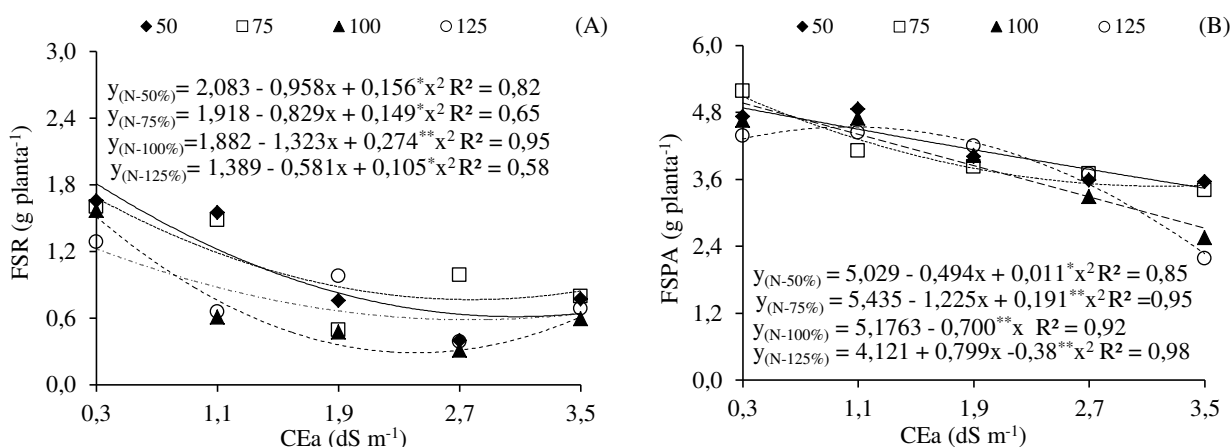 50 75 100 125 (A)
3,0
2,4
1,8
1,2
0,6
0,0
FSR (g planta⁻¹)
y(N-50%)= 2,083 - 0,958x + 0,156*x² R² = 0,82
y(N-75%)= 1,918 - 0,829x + 0,149*x² R² = 0,65
y(N-100%)=1,882 - 1,323x + 0,274**x² R² = 0,95
y(N-125%)= 1,389 - 0,581x + 0,105*x² R² = 0,58
0,3 1,1 1,9 2,7 3,5
CEa (dS m⁻¹)
50 75 100 125 (B)
6,0
4,8
3,6
2,4
1,2
0,0
FSPA (g planta⁻¹)
y(N-50%) = 5,029 - 0,494x + 0,011*x² R² = 0,85
y(N-75%) = 5,435 - 1,225x + 0,191**x² R² =0,95
y(N-100%) = 5,1763 - 0,700**x R² = 0,92
y(N-125%) = 4,121 + 0,799x -0,38**x² R² = 0,98
0,3 1,1 1,9 2,7 3,5
CEa (dS m⁻¹)